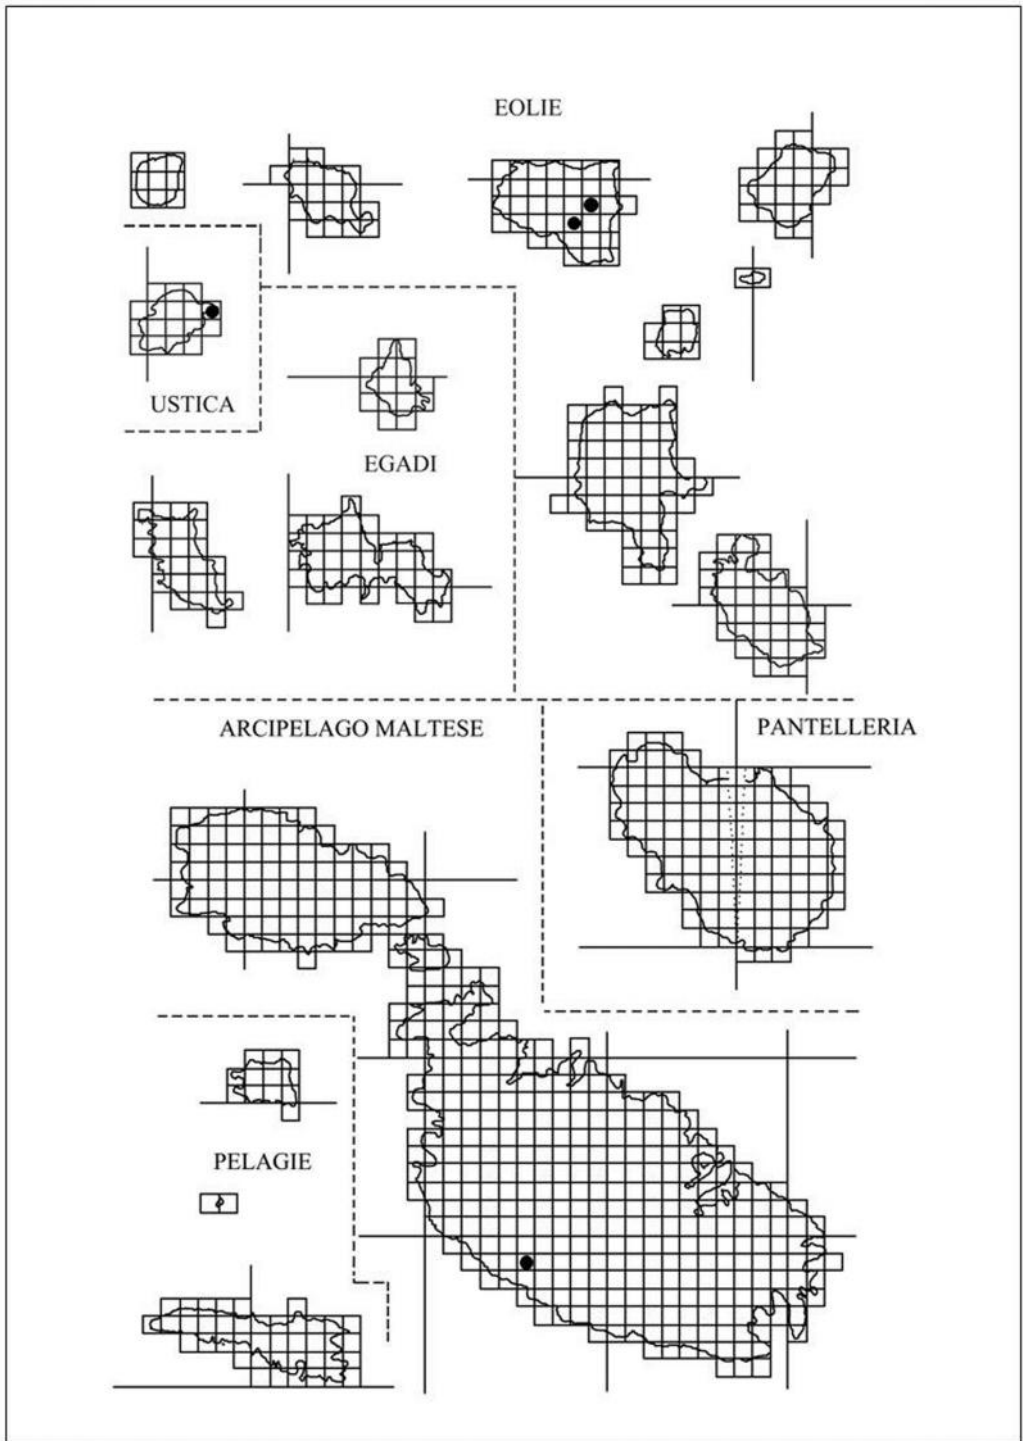 EOLIE
USTICA
EGADI
ARCIPELAGO MALTESE
PANTELLERIA
PELAGIE